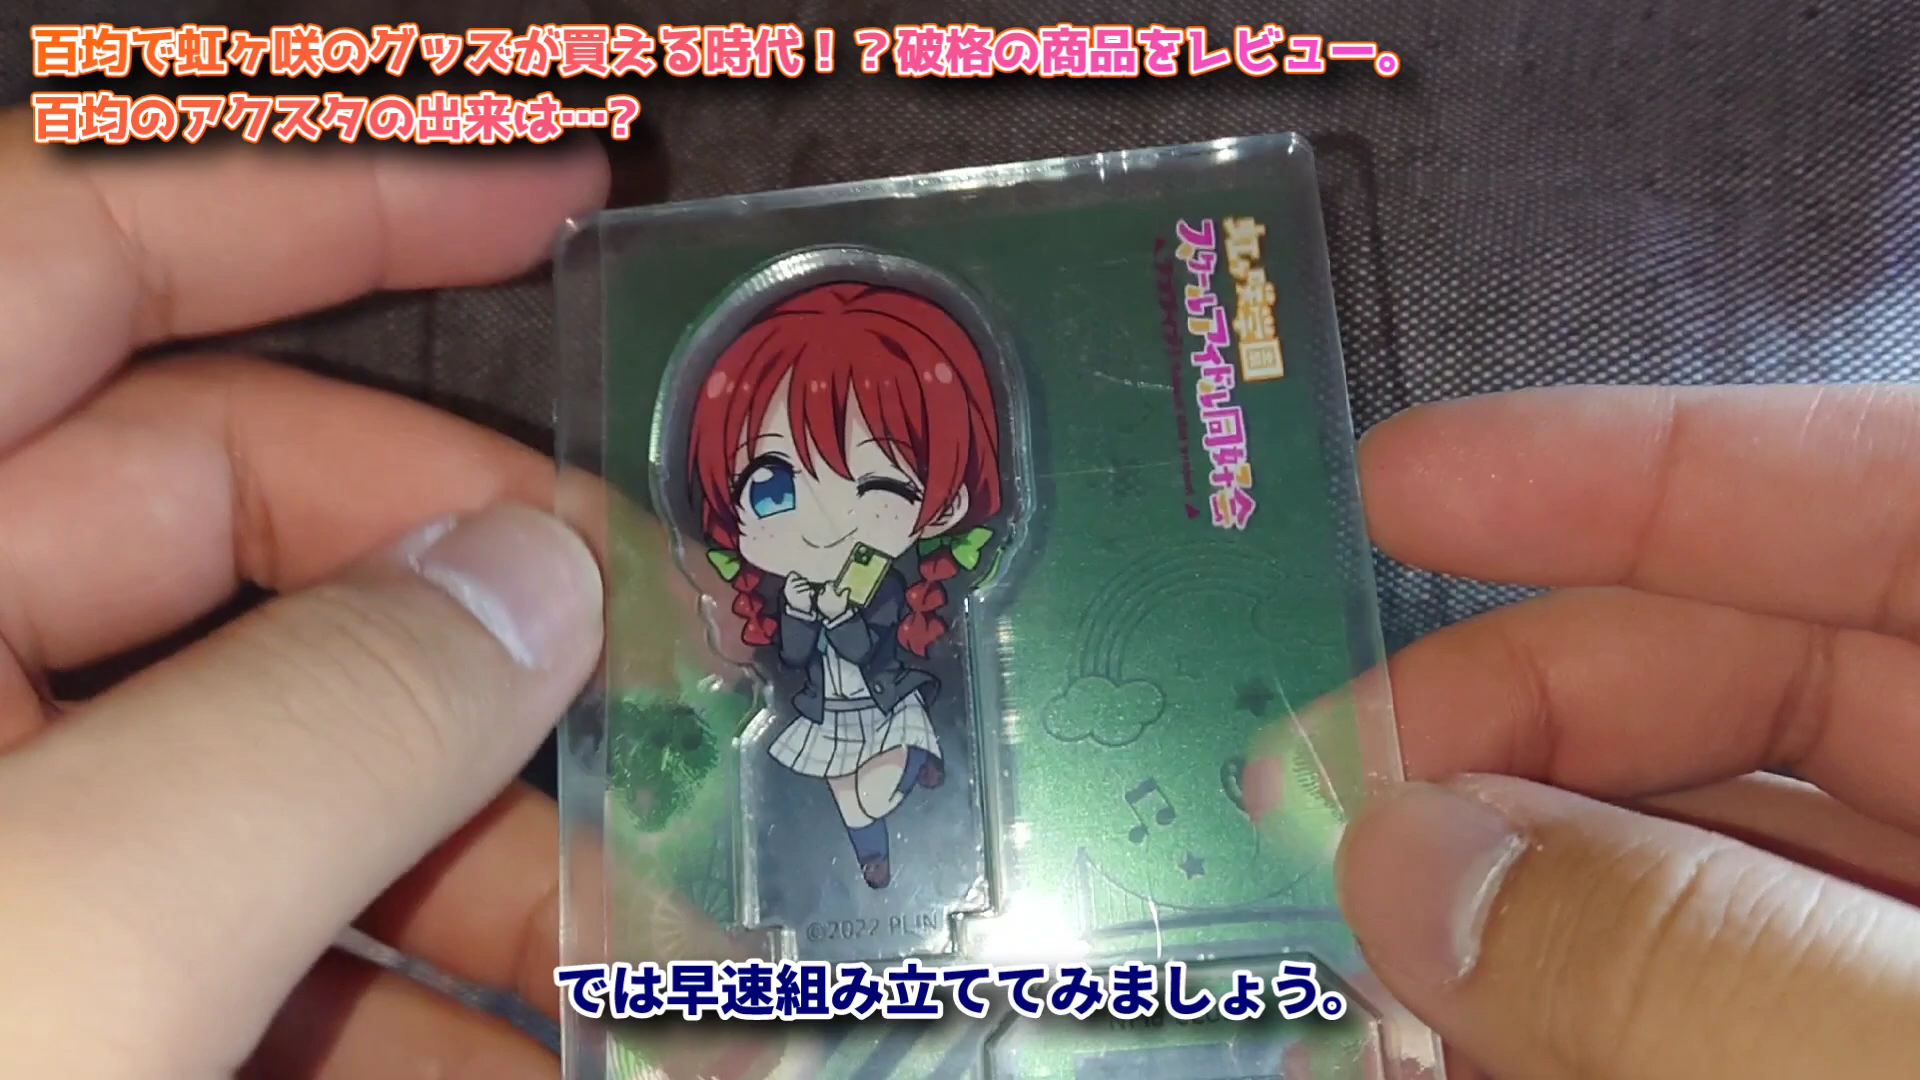 百均で虹ヶ咲のグッズが買える時代！？破格の商品をレビュー。
百均のアクスタの出来は…?
虹ヶ咲学園
スクールアイドル同好会
©2022 PL!N
では早速組み立ててみましょう。